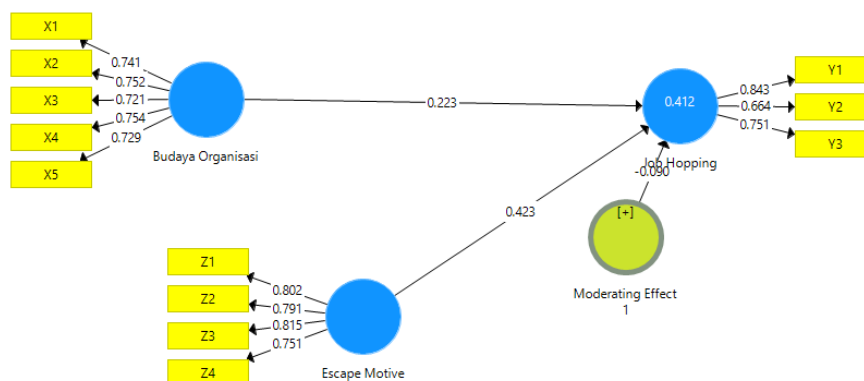 X1
X2
X3
X4
X5
0.741
0.752
0.721
0.754
0.729
Budaya Organisasi
0.223
0.412
Job Hopping
0.843
0.664
0.751
Y1
Y2
Y3
-0.090
0.423
[+]
Moderating Effect
1
Z1
Z2
Z3
Z4
0.802
0.791
0.815
0.751
Escape Motive